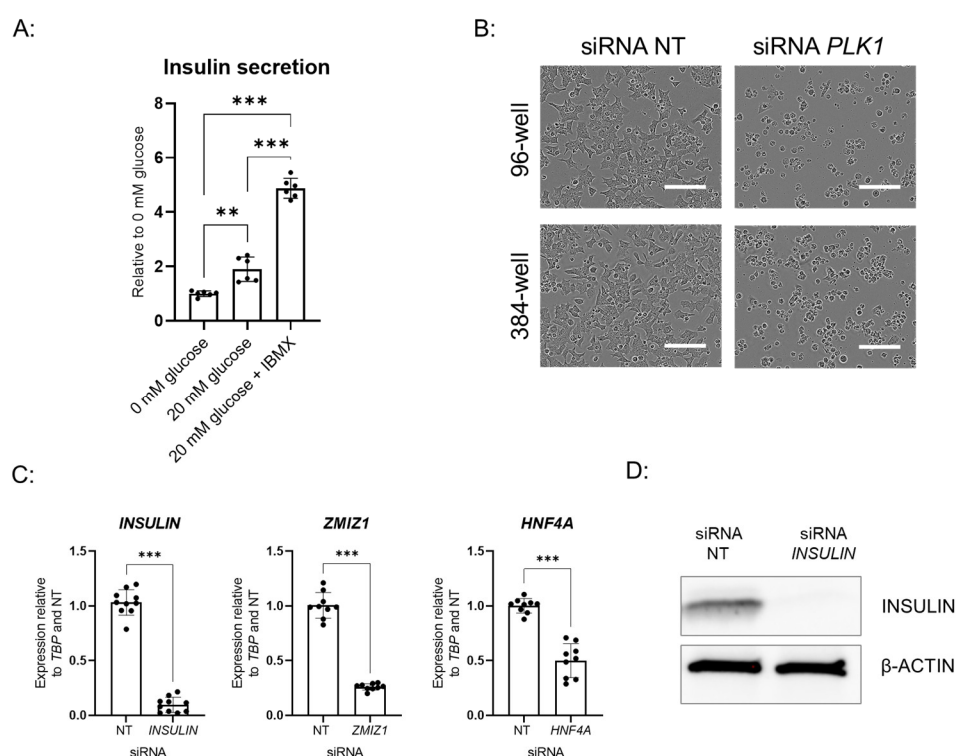 A:
Insulin secretion
Relative to 0 mM glucose
8
6
4
2
0
***
***
**
0 mM glucose
20 mM glucose
20 mM glucose + IBMX
B:
siRNA NT
siRNA PLK1
96-well
384-well
C:
INSULIN
Expression relative
to TBP and NT
1.5
1.0
0.5
0.0
***
NT
INSULIN
siRNA
ZMIZ1
Expression relative
to TBP and NT
1.5
1.0
0.5
0.0
***
NT
ZMIZ1
siRNA
HNF4A
Expression relative
to TBP and NT
1.5
1.0
0.5
0.0
***
NT
HNF4A
siRNA
D:
siRNA
NT
siRNA
INSULIN
INSULIN
β-ACTIN